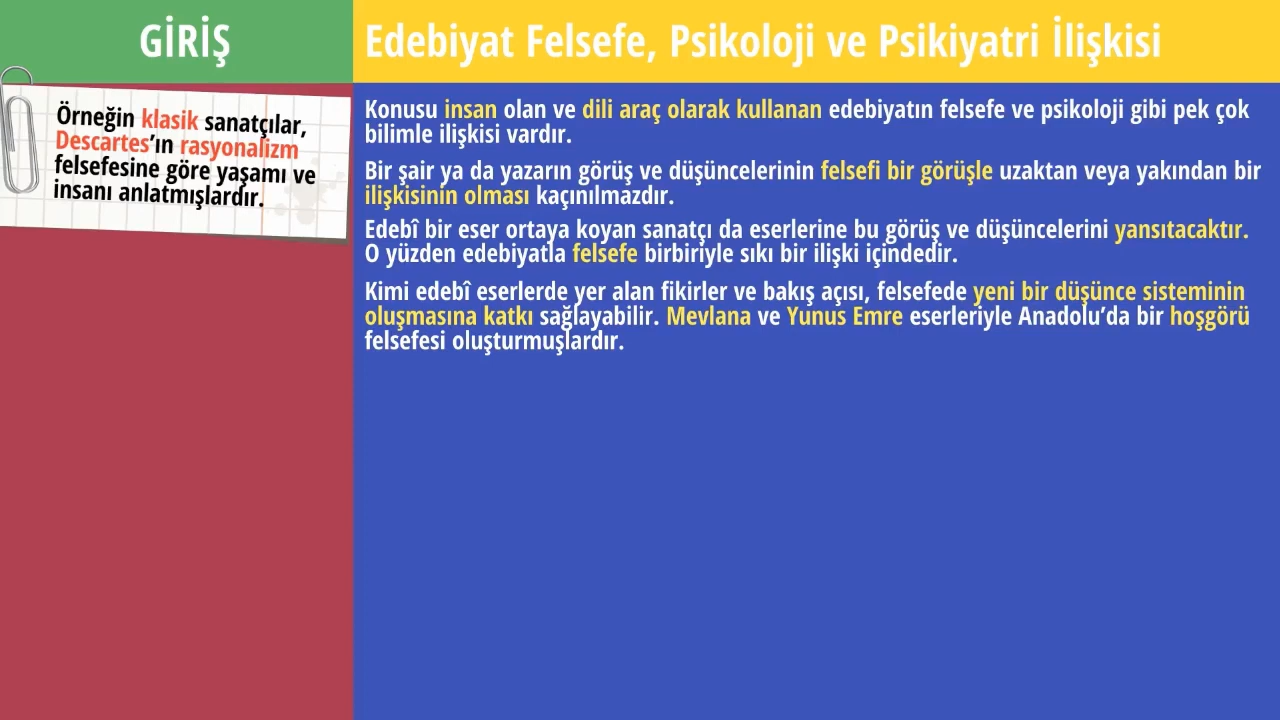 GİRİŞ
Edebiyat Felsefe, Psikoloji ve Psikiyatri İlişkisi
Örneğin klasik sanatçılar,
Descartes’ın rasyonalizm
felsefesine göre yaşamı ve
insanı anlatmışlardır.
Konusu insan olan ve dili araç olarak kullanan edebiyatın felsefe ve psikoloji gibi pek çok
bilimle ilişkisi vardır.
Bir şair ya da yazarın görüş ve düşüncelerinin felsefi bir görüşle uzaktan veya yakından bir
ilişkisinin olması kaçınılmazdır.
Edebî bir eser ortaya koyan sanatçı da eserlerine bu görüş ve düşüncelerini yansıtacaktır.
O yüzden edebiyatla felsefe birbiriyle sıkı bir ilişki içindedir.
Kimi edebî eserlerde yer alan fikirler ve bakış açısı, felsefede yeni bir düşünce sisteminin
oluşmasına katkı sağlayabilir. Mevlana ve Yunus Emre eserleriyle Anadolu’da bir hoşgörü
felsefesi oluşturmuşlardır.